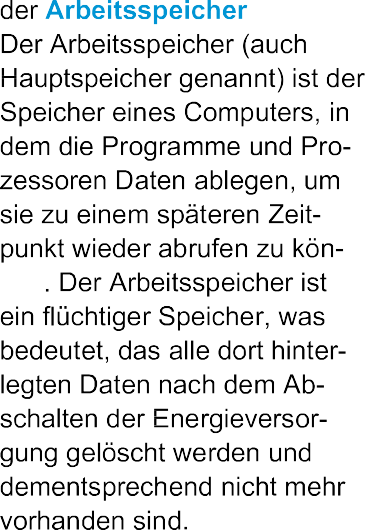 der Arbeitsspeicher
Der Arbeitsspeicher (auch
Hauptspeicher genannt) ist der
Speicher eines Computers, in
dem die Programme und Pro-
zessoren Daten ablegen, um
sie zu einem späteren Zeit-
punkt wieder abrufen zu kön-
. Der Arbeitsspeicher ist
ein flüchtiger Speicher, was
bedeutet, das alle dort hinter-
legten Daten nach dem Ab-
schalten der Energieversor-
gung gelöscht werden und
dementsprechend nicht mehr
vorhanden sind.